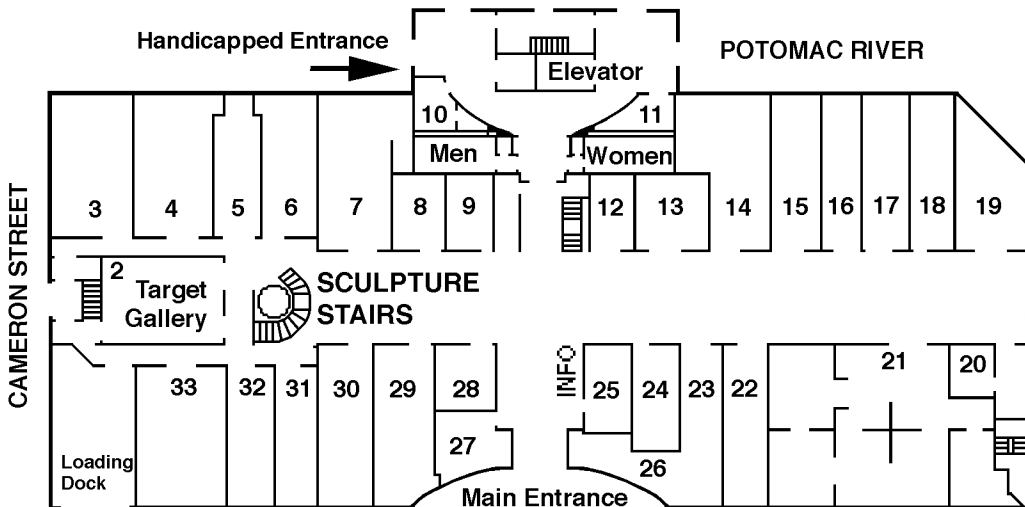 Handicapped Entrance
POTOMAC RIVER
Elevator
10
11
Men
Women
CAMERON STREET
3
4
5
6
7
8
9
12
13
14
15
16
17
18
19
2
Target
Gallery
SCULPTURE
STAIRS
33
32
31
30
29
28
INFO
25
24
23
22
21
20
27
26
Loading
Dock
Main Entrance